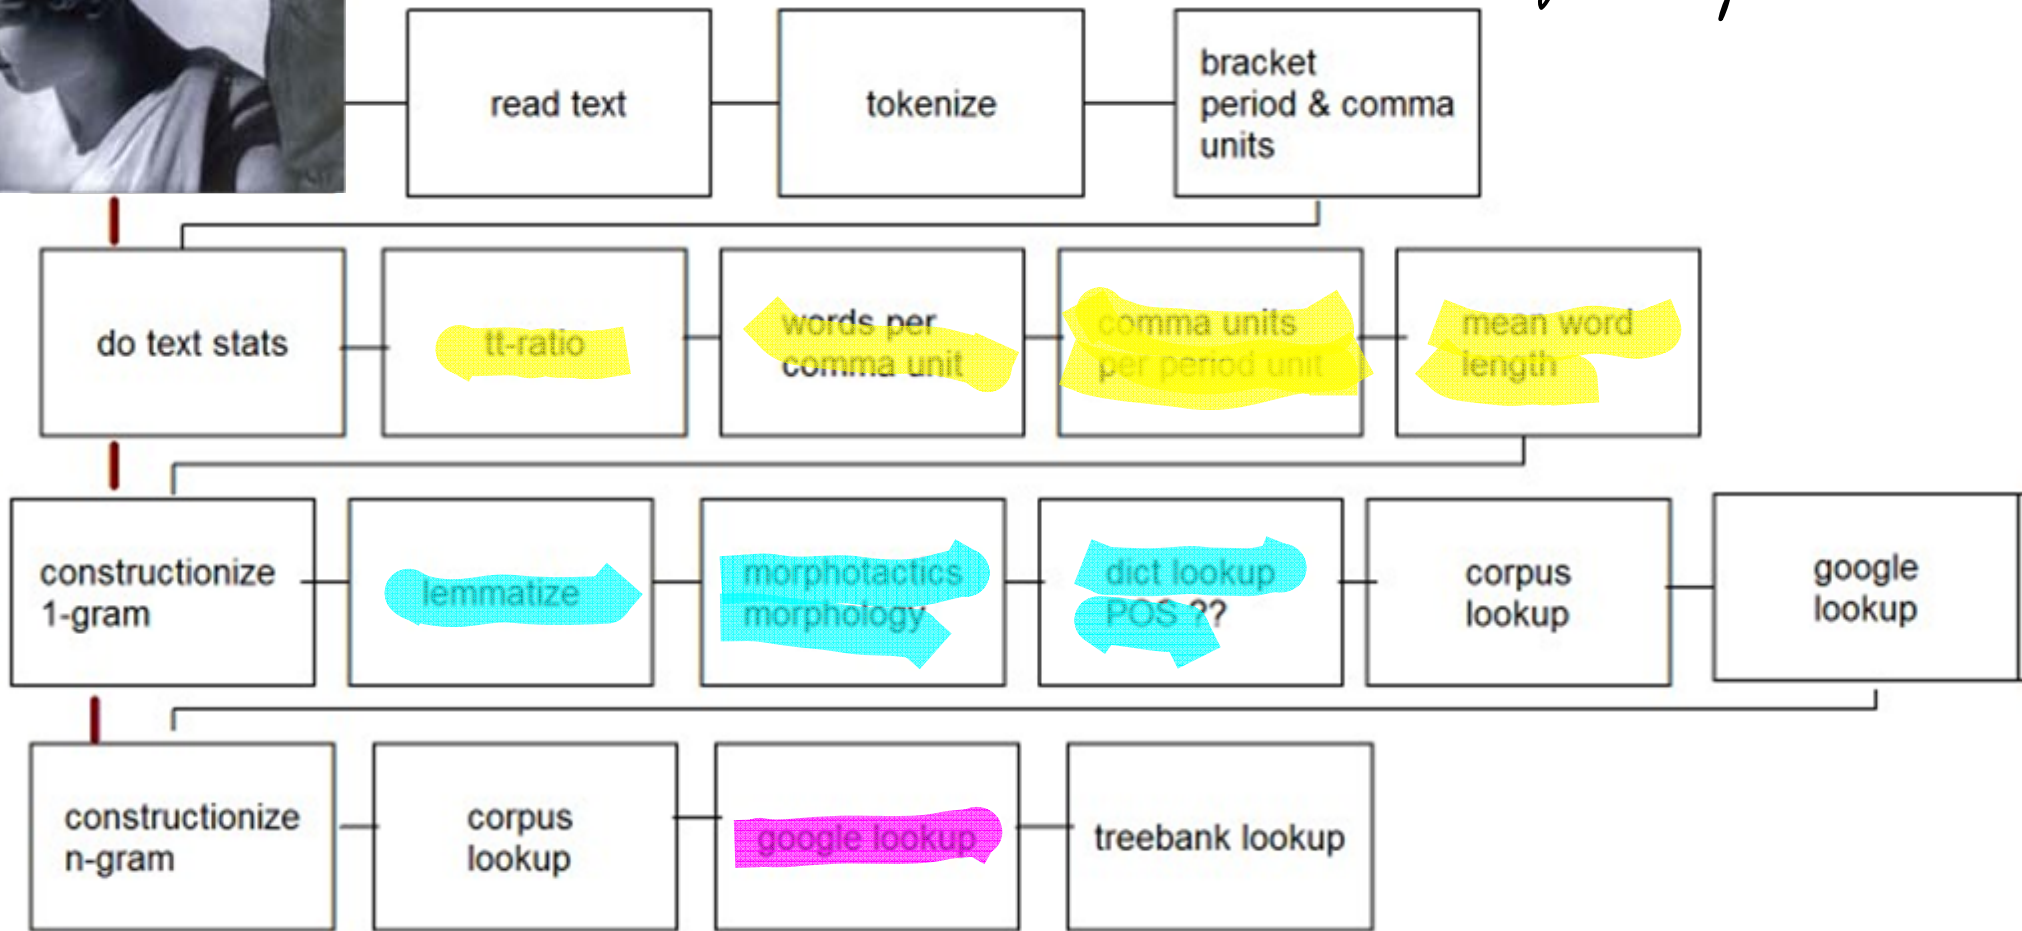 read text
tokenize
bracket
period & comma
units
do text stats
tt-ratio
words per
comma unit
comma units
per period unit
mean word
length
constructionize
1-gram
lemmatize
morphotactics
morphology
dict lookup
POS ??
corpus
lookup
google
lookup
constructionize
n-gram
corpus
lookup
google lookup
treebank lookup